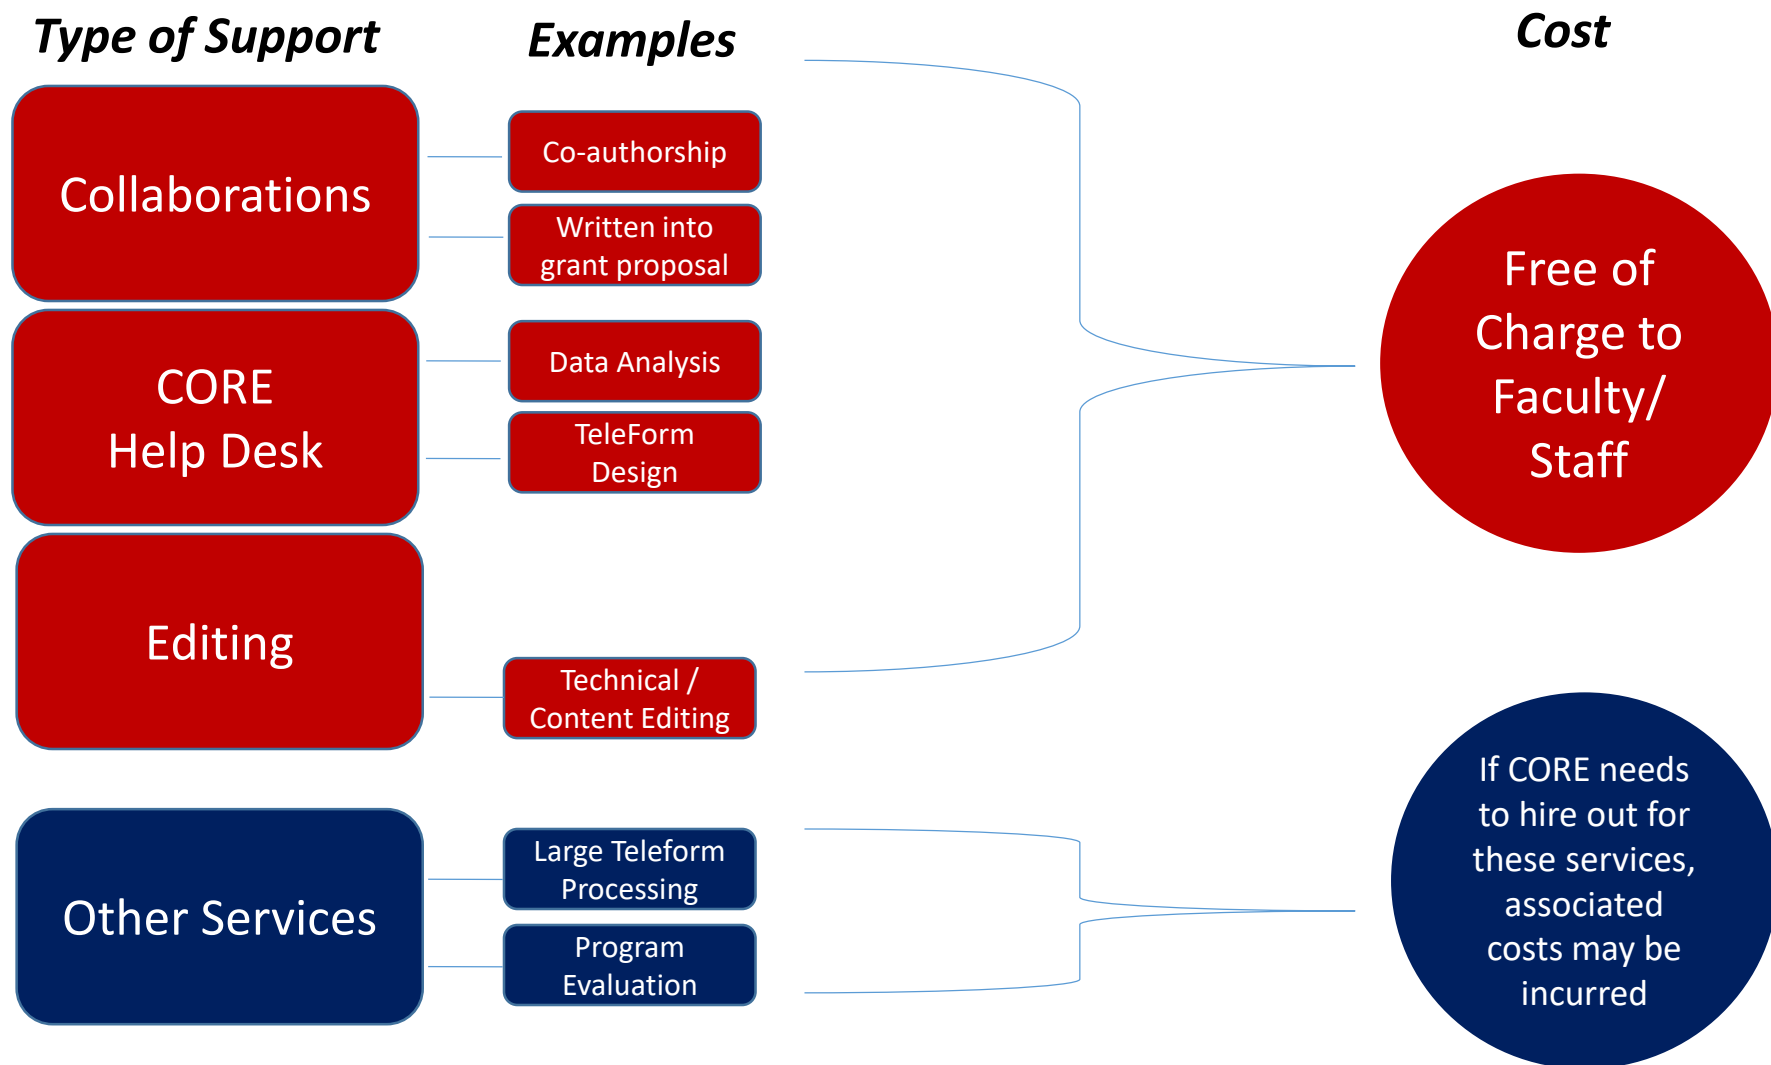 Type of Support
Examples
Cost
Collaborations
Co-authorship
Written into
grant proposal
CORE
Help Desk
Data Analysis
TeleForm
Design
Editing
Technical /
Content Editing
Free of
Charge to
Faculty/
Staff
Other Services
Large Teleform
Processing
Program
Evaluation
If CORE needs
to hire out for
these services,
associated
costs may be
incurred